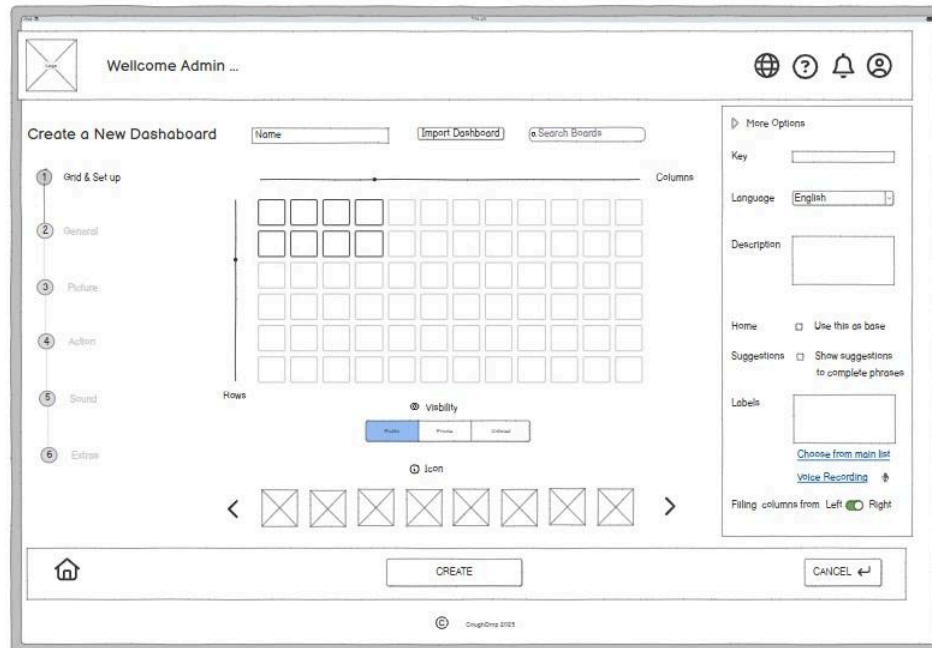 Logo
Wellcome Admin ...
Create a New Dashaboard
Name
Import Dashboard
Search Boards
1 Grid & Set up
2 General
3 Picture
4 Action
5 Sound
6 Extras
Columns
Rows
Visbility
Public
Private
Icon
More Options
Key
Language English
Description
Home Use this as base
Suggestions Show suggestions
to complete phrases
Labels
Choose from main list
Voice Recording
Filling columns from Left Right
CREATE
CANCEL
©
2025